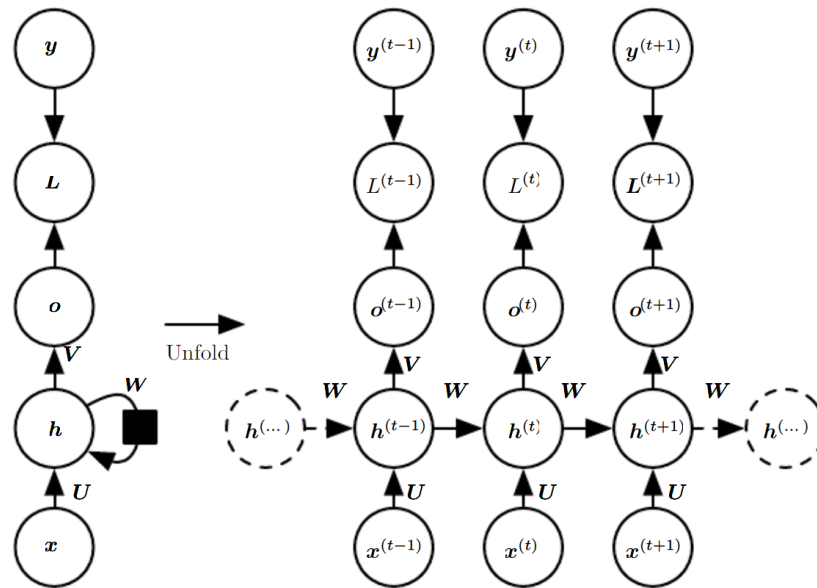 y y^(t−1) y^(t) y^(t+1)
L L^(t−1) L^(t) L^(t+1)
o o^(t−1) o^(t) o^(t+1)
Unfold
V V V V
W W W W W
h h^(...) h^(t−1) h^(t) h^(t+1) h^(...)
U U U U
x x^(t−1) x^(t) x^(t+1)